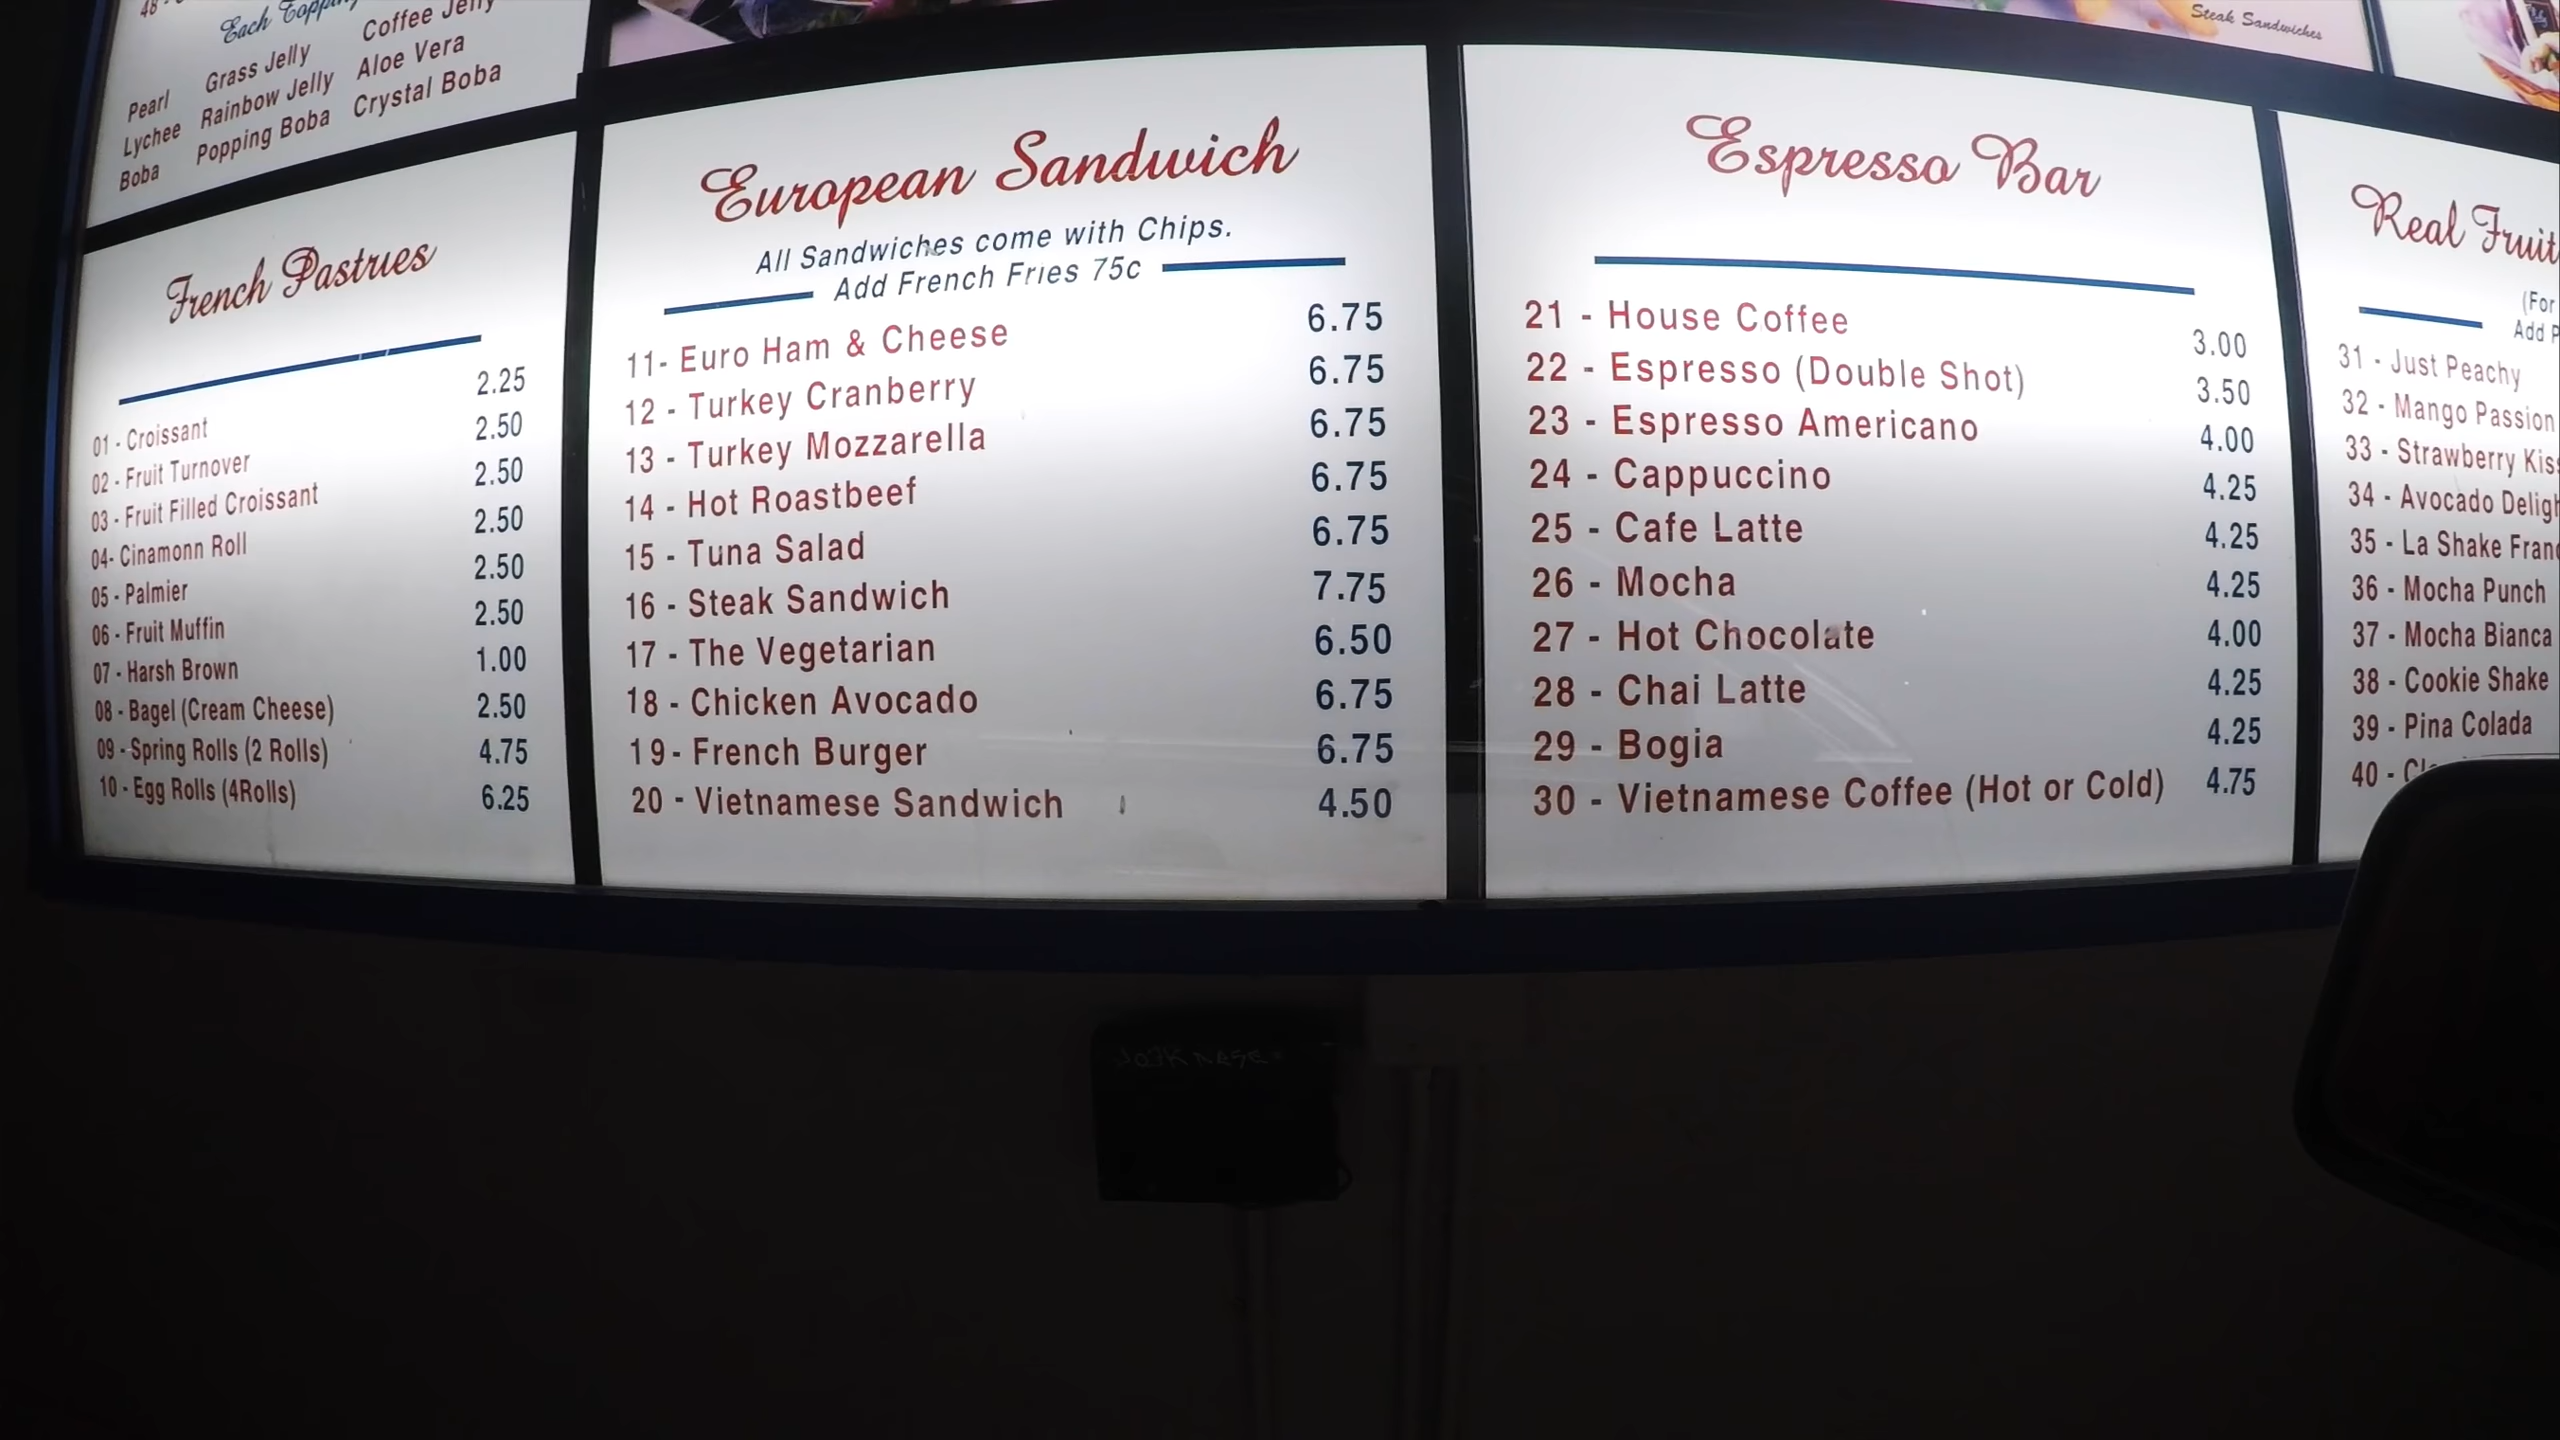 48 -
Each Topping
Coffee Jelly
Pearl Grass Jelly Aloe Vera
Lychee Rainbow Jelly Crystal Boba
Boba Popping Boba
French Pastries
01 - Croissant 2.25
02 - Fruit Turnover 2.50
03 - Fruit Filled Croissant 2.50
04- Cinamonn Roll 2.50
05 - Palmier 2.50
06 - Fruit Muffin 2.50
07 - Harsh Brown 1.00
08 - Bagel (Cream Cheese) 2.50
09 - Spring Rolls (2 Rolls) 4.75
10 - Egg Rolls (4Rolls) 6.25
European Sandwich
All Sandwiches come with Chips.
Add French Fries 75c
11- Euro Ham & Cheese 6.75
12 - Turkey Cranberry 6.75
13 - Turkey Mozzarella 6.75
14 - Hot Roastbeef 6.75
15 - Tuna Salad 6.75
16 - Steak Sandwich 7.75
17 - The Vegetarian 6.50
18 - Chicken Avocado 6.75
19- French Burger 6.75
20 - Vietnamese Sandwich 4.50
Steak Sandwiches
Espresso Bar
21 - House Coffee 3.00
22 - Espresso (Double Shot) 3.50
23 - Espresso Americano 4.00
24 - Cappuccino 4.25
25 - Cafe Latte 4.25
26 - Mocha 4.25
27 - Hot Chocolate 4.00
28 - Chai Latte 4.25
29 - Bogia 4.25
30 - Vietnamese Coffee (Hot or Cold) 4.75
Real Fruit
(For
Add
31 - Just Peachy
32 - Mango Passion
33 - Strawberry Kiss
34 - Avocado Deligh
35 - La Shake Fran
36 - Mocha Punch
37 - Mocha Bianca
38 - Cookie Shake
39 - Pina Colada
40 -